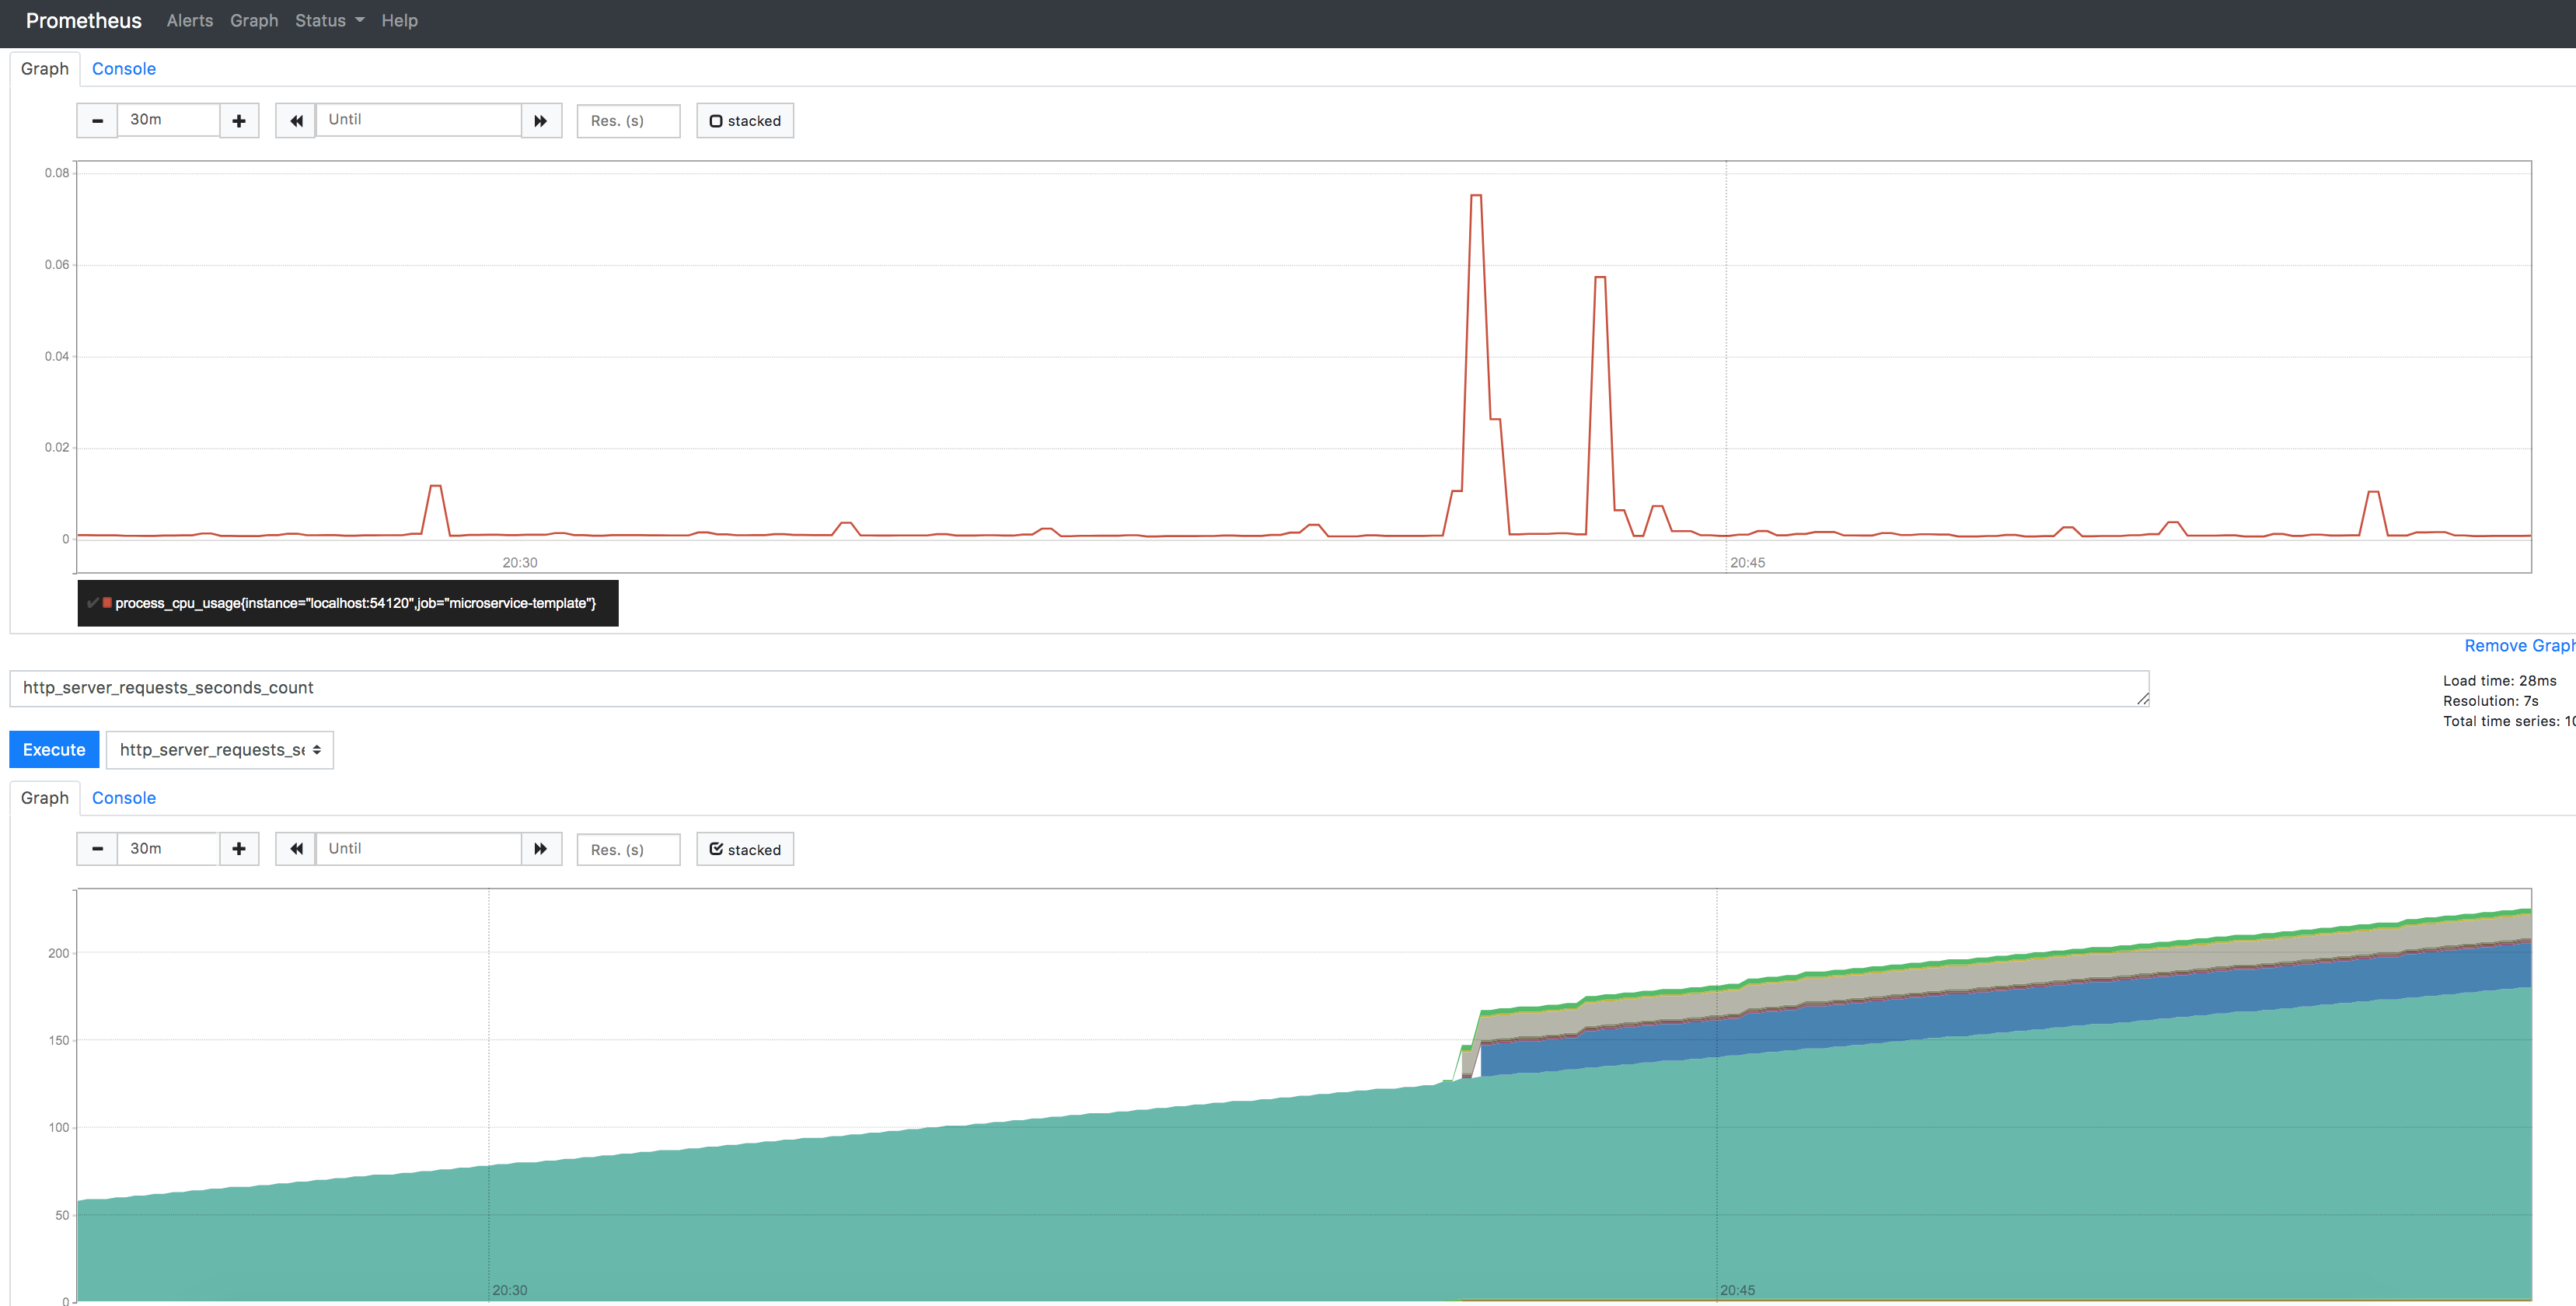 Prometheus Alerts Graph Status Help
Graph Console
30m Until Res. (s) stacked
0.08
0.06
0.04
0.02
0
20:30 20:45
process_cpu_usage{instance="localhost:54120",job="microservice-template"}
Remove Graph
http_server_requests_seconds_count
Load time: 28ms
Resolution: 7s
Total time series: 10
Execute http_server_requests_se
Graph Console
30m Until Res. (s) stacked
200
150
100
50
20:30 20:45
0